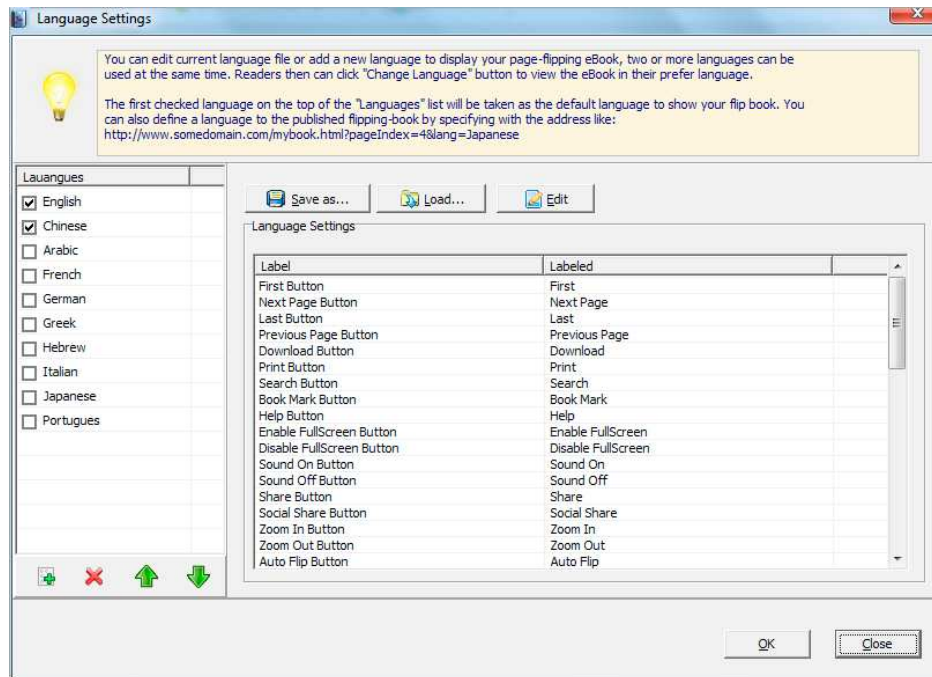 Language Settings
You can edit current language file or add a new language to display your page-flipping eBook, two or more languages can be
used at the same time. Readers then can click "Change Language" button to view the eBook in their prefer language.
The first checked language on the top of the "Languages" list will be taken as the default language to show your flip book. You
can also define a language to the published flipping-book by specifying with the address like:
http://www.somedomain.com/mybook.html?pageIndex=4&lang=Japanese
Lauangues
English
Chinese
Arabic
French
German
Greek
Hebrew
Italian
Japanese
Portugues
Save as... Load... Edit
Language Settings
Label Labeled
First Button First
Next Page Button Next Page
Last Button Last
Previous Page Button Previous Page
Download Button Download
Print Button Print
Search Button Search
Book Mark Button Book Mark
Help Button Help
Enable FullScreen Button Enable FullScreen
Disable FullScreen Button Disable FullScreen
Sound On Button Sound On
Sound Off Button Sound Off
Share Button Share
Social Share Button Social Share
Zoom In Button Zoom In
Zoom Out Button Zoom Out
Auto Flip Button Auto Flip
OK Close